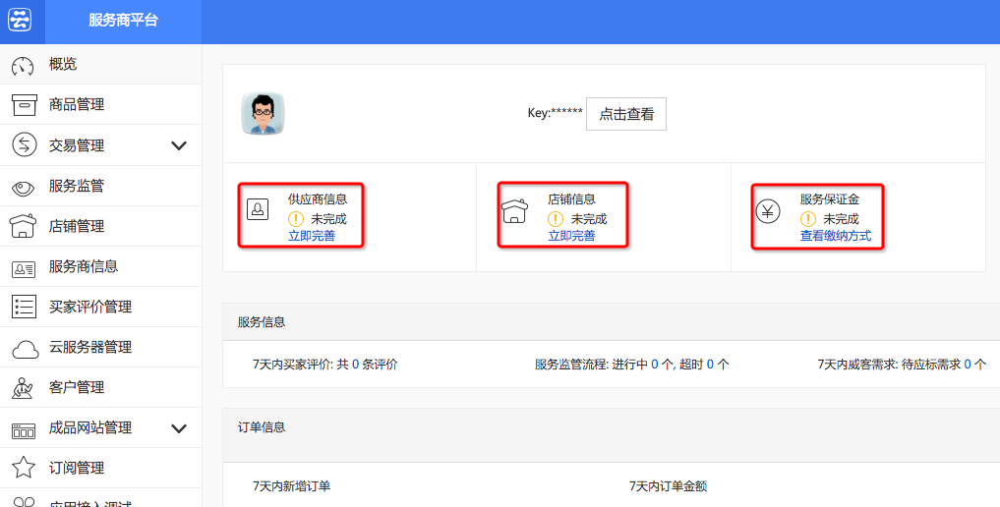 服务商平台
概览
商品管理
交易管理
服务监管
店铺管理
服务商信息
买家评价管理
云服务器管理
客户管理
成品网站管理
订阅管理
应用接入调试
Key:****** 点击查看
供应商信息
未完成
立即完善
店铺信息
未完成
立即完善
服务保证金
未完成
查看缴纳方式
服务信息
7天内买家评价: 共 0 条评价
服务监管流程: 进行中 0 个, 超时 0 个
7天内威客需求: 待应标需求 0 个
订单信息
7天内新增订单
7天内订单金额